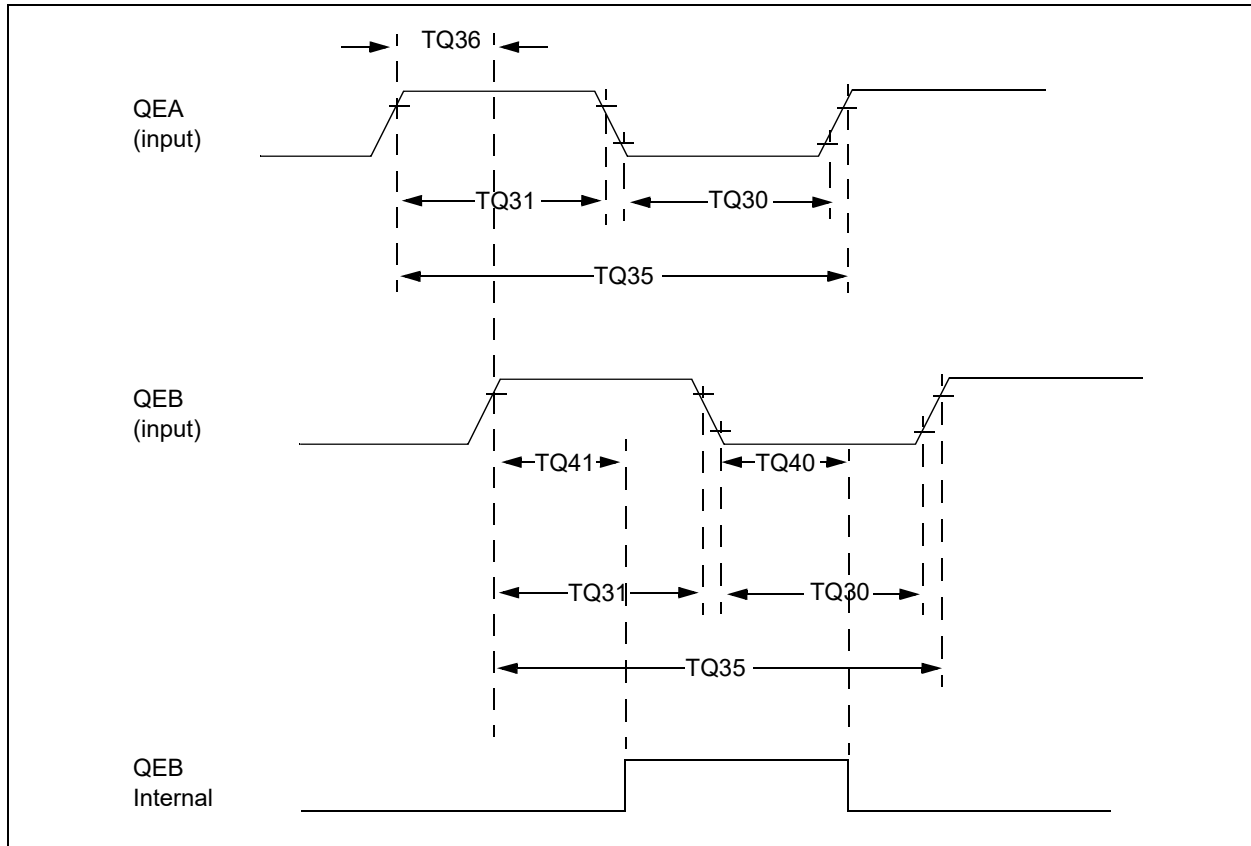 TQ36
QEA
(input)
TQ31
TQ30
TQ35
QEB
(input)
TQ41
TQ40
TQ31
TQ30
TQ35
QEB
Internal